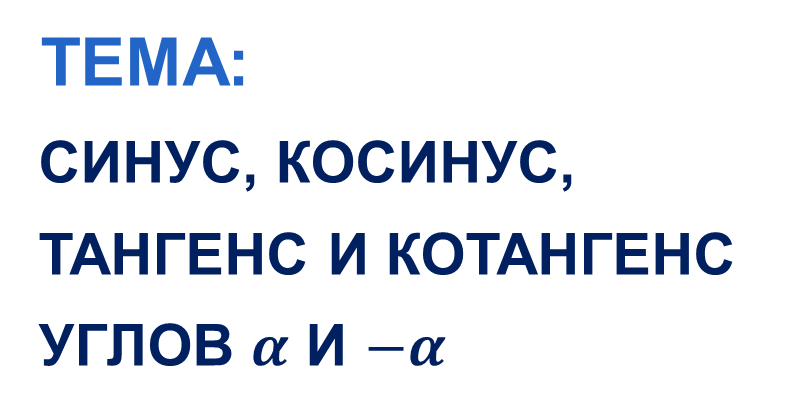 ТЕМА:
СИНУС, КОСИНУС,
ТАНГЕНС И КОТАНГЕНС
УГЛОВ α И −α